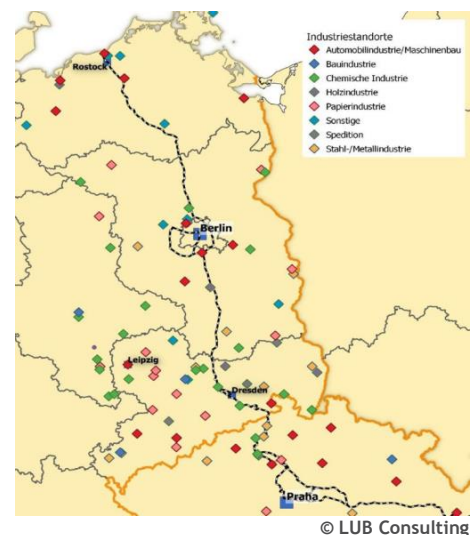 Industriestandorte
Automobilindustrie/Maschinenbau
Bauindustrie
Chemische Industrie
Holzindustrie
Papierindustrie
Sonstige
Spedition
Stahl-/Metallindustrie
Rostock
Berlin
Leipzig
Dresden
Praha
© LUB Consulting